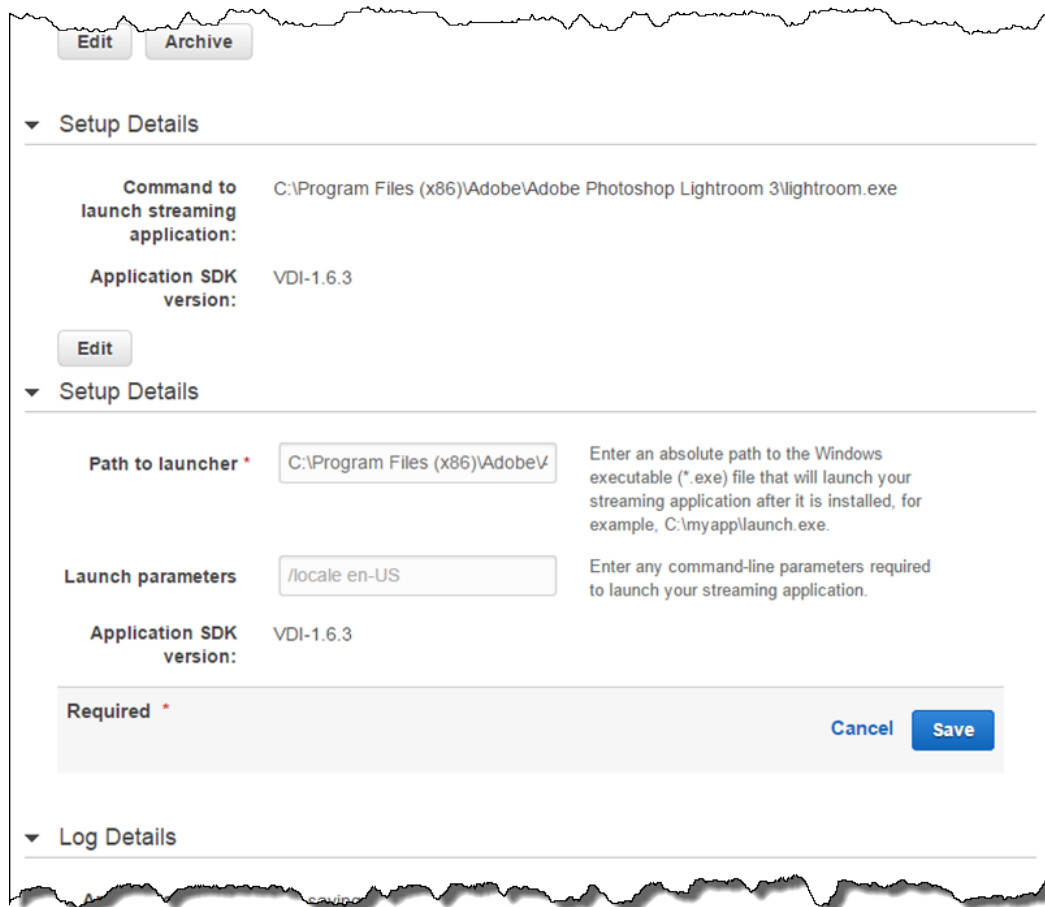 Edit Archive
Setup Details
Command to
launch streaming
application:
C:\Program Files (x86)\Adobe\Adobe Photoshop Lightroom 3\lightroom.exe
Application SDK
version:
VDI-1.6.3
Edit
Setup Details
Path to launcher *
C:\Program Files (x86)\Adobe\A
Enter an absolute path to the Windows
executable (*.exe) file that will launch your
streaming application after it is installed, for
example, C:\myapp\launch.exe.
Launch parameters
/locale en-US
Enter any command-line parameters required
to launch your streaming application.
Application SDK
version:
VDI-1.6.3
Required *
Cancel Save
Log Details
saving